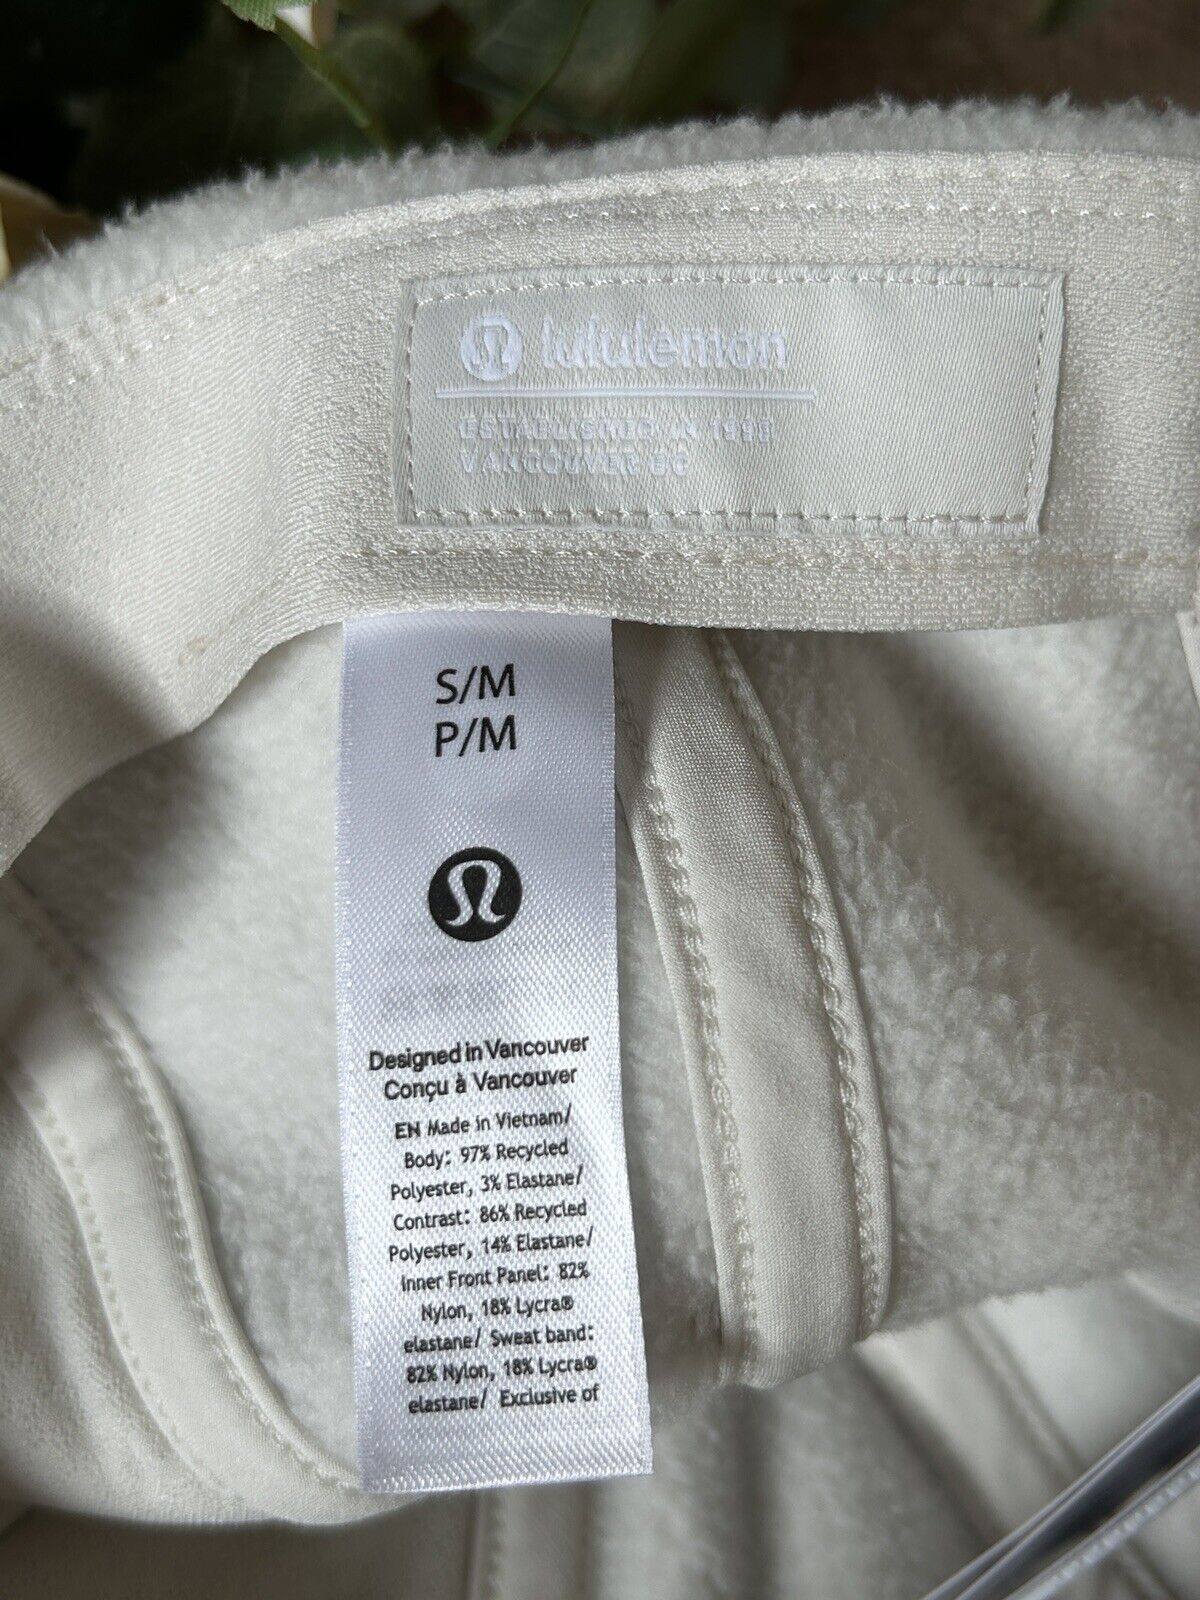 lululemon
ESTABLISHED IN 1998
VANCOUVER BC
S/M
P/M
Designed in Vancouver
Conçu à Vancouver
EN Made in Vietnam/
Body: 97% Recycled
Polyester, 3% Elastane/
Contrast: 86% Recycled
Polyester, 14% Elastane/
Inner Front Panel: 82%
Nylon, 18% Lycra®
elastane/ Sweat band:
82% Nylon, 18% Lycra®
elastane/ Exclusive of